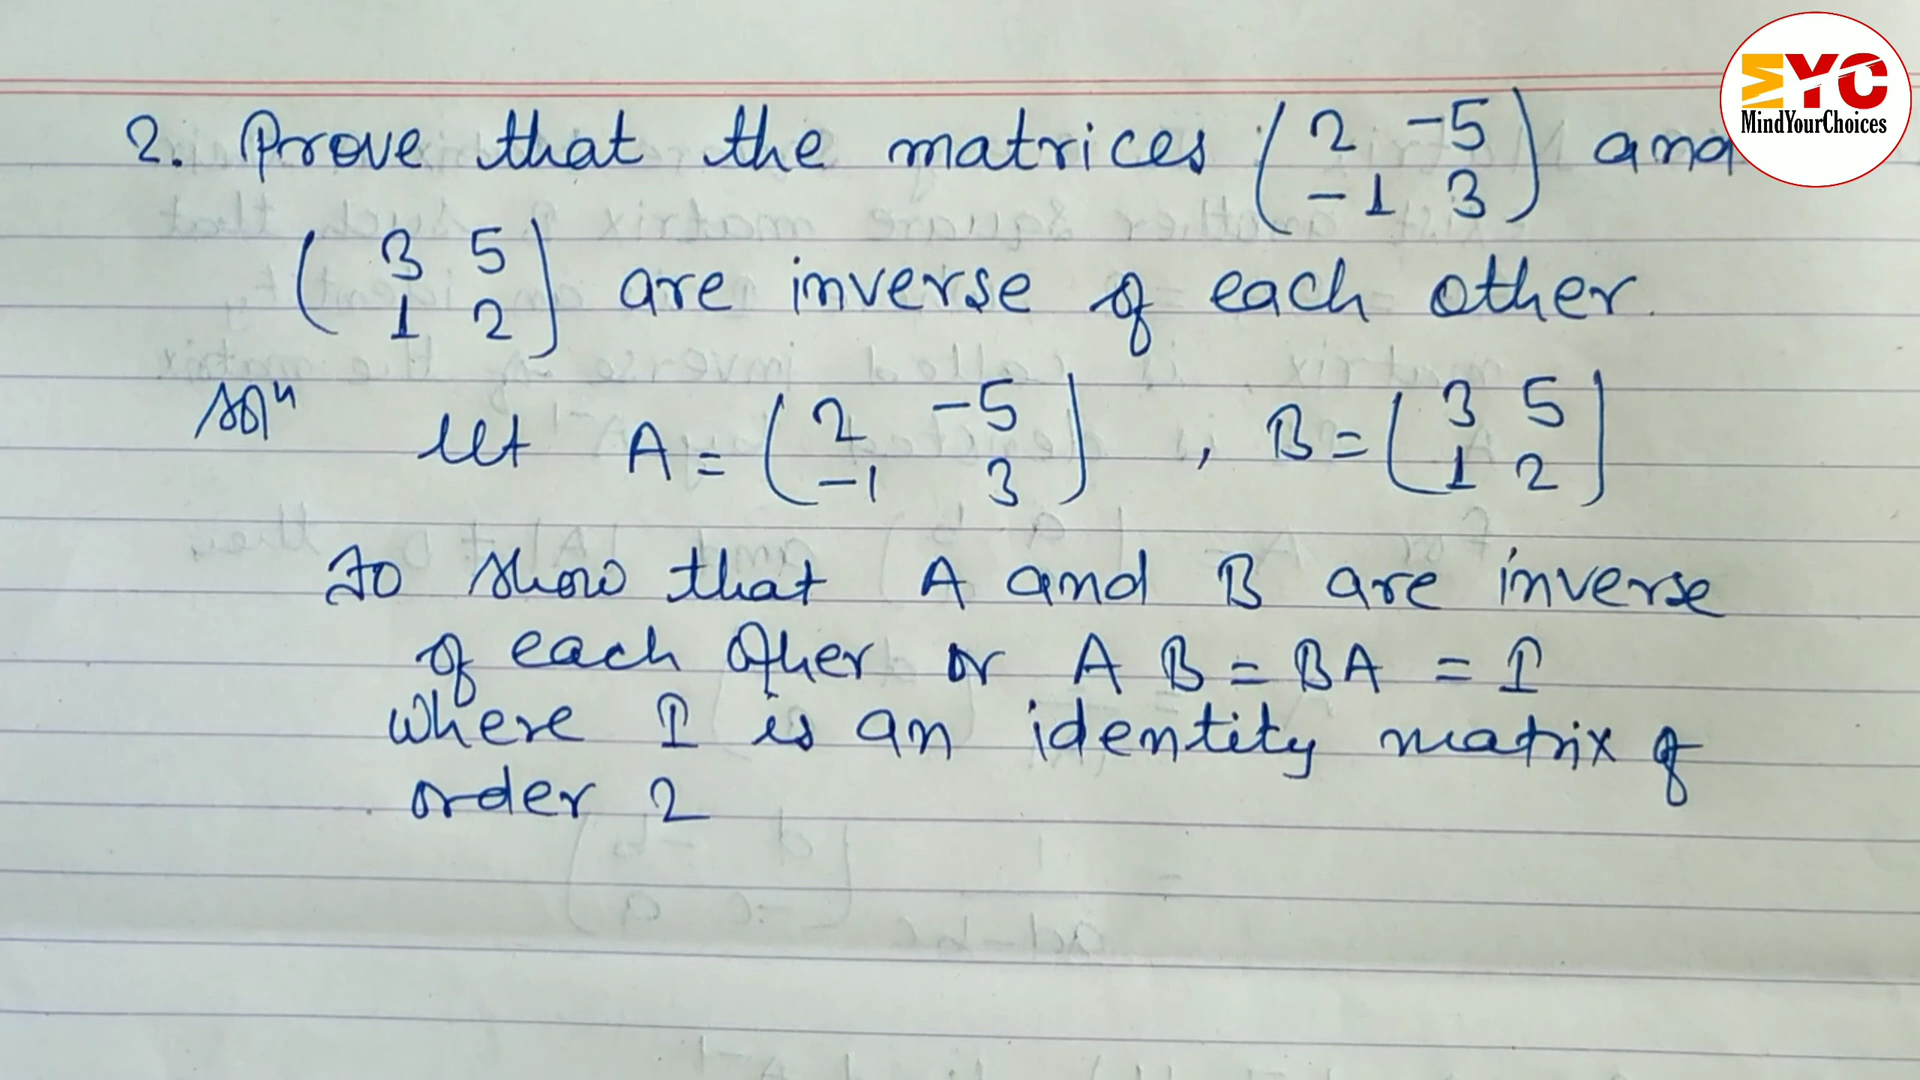 2. Prove that the matrices (2 -5
-1 3) and
(3 5
1 2) are inverse of each other.
Solⁿ Let A = (2 -5
-1 3) , B = (3 5
1 2)
To show that A and B are inverse
of each other or AB = BA = I
where I is an identity matrix of
order 2
MYC
MindYourChoices